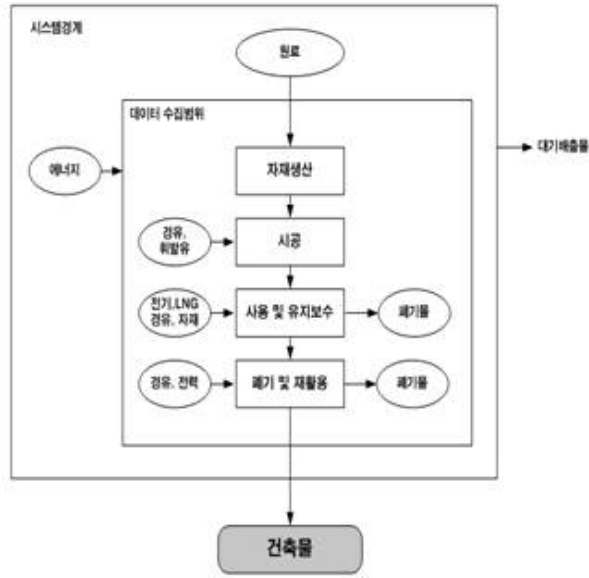 시스템경계
원료
데이터 수집범위
대기배출물
에너지
자재생산
경유,
휘발유
시공
전기,LNG
경유, 자재
사용 및 유지보수
폐기물
경유, 전력
폐기 및 재활용
폐기물
건축물